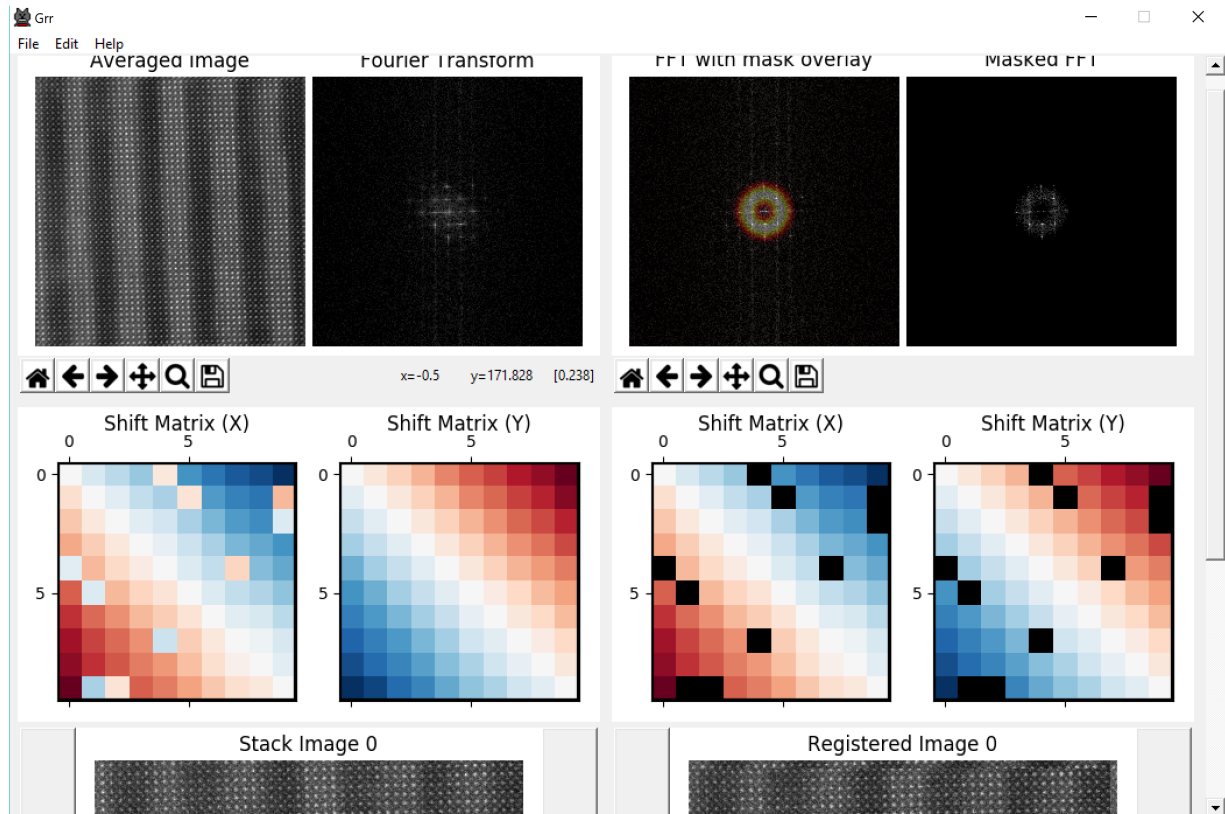 Grr
File Edit Help
Averaged Image
Fourier Transform
FFT with mask overlay
Masked FFT
x=-0.5 y=171.828 [0.238]
Shift Matrix (X)
0 5
0
5
Shift Matrix (Y)
0 5
Shift Matrix (X)
0 5
0
5
Shift Matrix (Y)
0 5
0
5
Stack Image 0
Registered Image 0